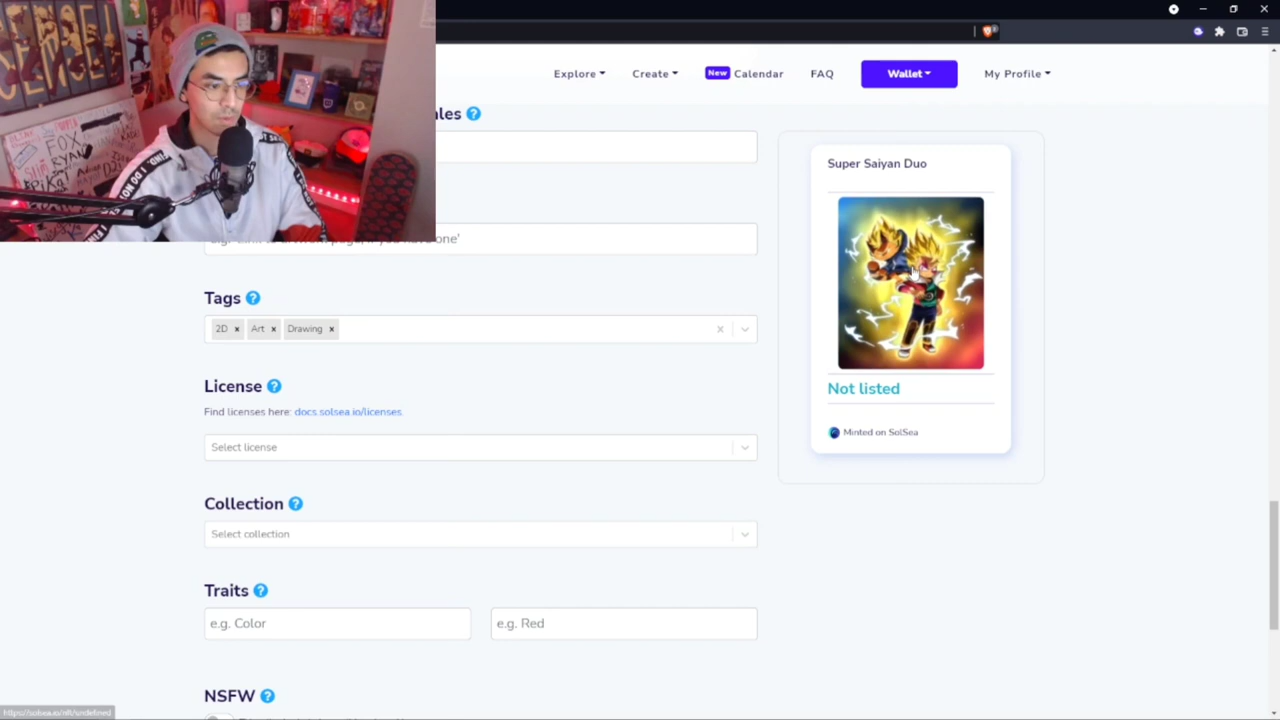 Explore Create New Calendar FAQ Wallet My Profile
ales ?
Super Saiyan Duo
Tags ?
2D × Art × Drawing ×
License ?
Find licenses here: docs.solsea.io/licenses.
Select license
Not listed
Minted on SolSea
Collection ?
Select collection
Traits ?
e.g. Color
e.g. Red
NSFW ?